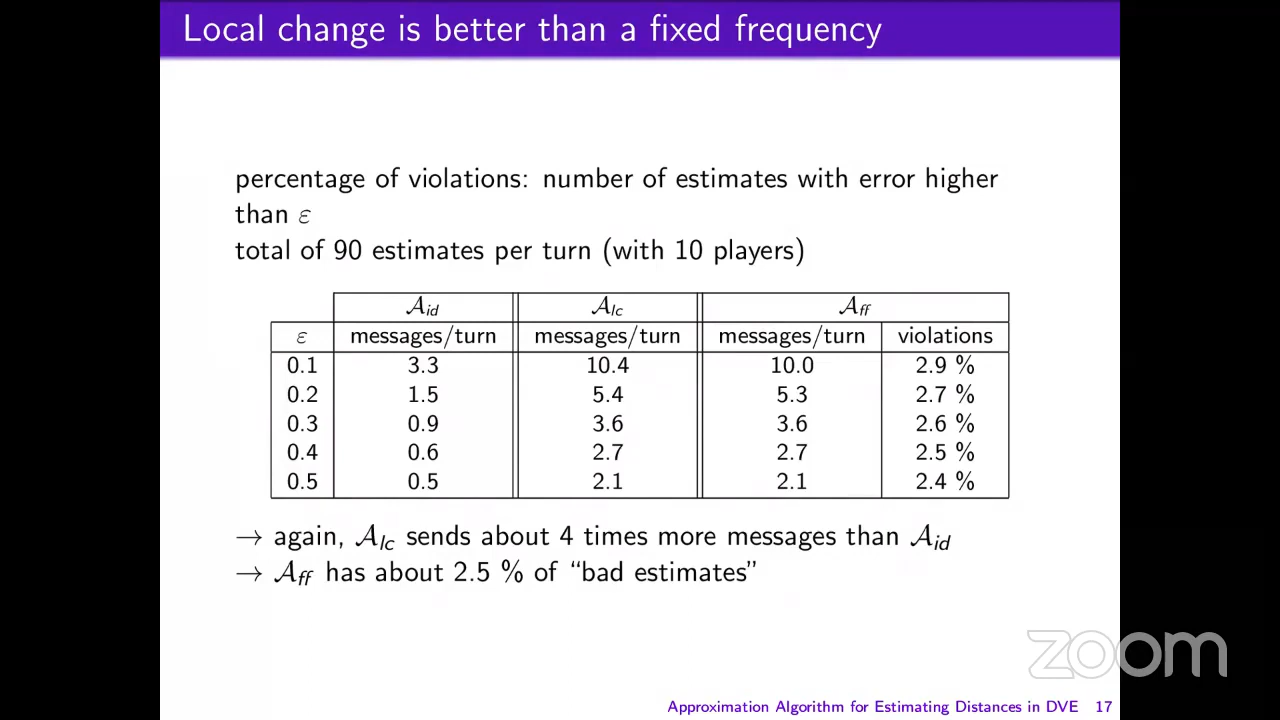 Local change is better than a fixed frequency
percentage of violations: number of estimates with error higher
than ε
total of 90 estimates per turn (with 10 players)
𝒜id 𝒜lc 𝒜ff
ε messages/turn messages/turn messages/turn violations
0.1 3.3 10.4 10.0 2.9 %
0.2 1.5 5.4 5.3 2.7 %
0.3 0.9 3.6 3.6 2.6 %
0.4 0.6 2.7 2.7 2.5 %
0.5 0.5 2.1 2.1 2.4 %
→ again, 𝒜lc sends about 4 times more messages than 𝒜id
→ 𝒜ff has about 2.5 % of “bad estimates”
zoom
Approximation Algorithm for Estimating Distances in DVE 17